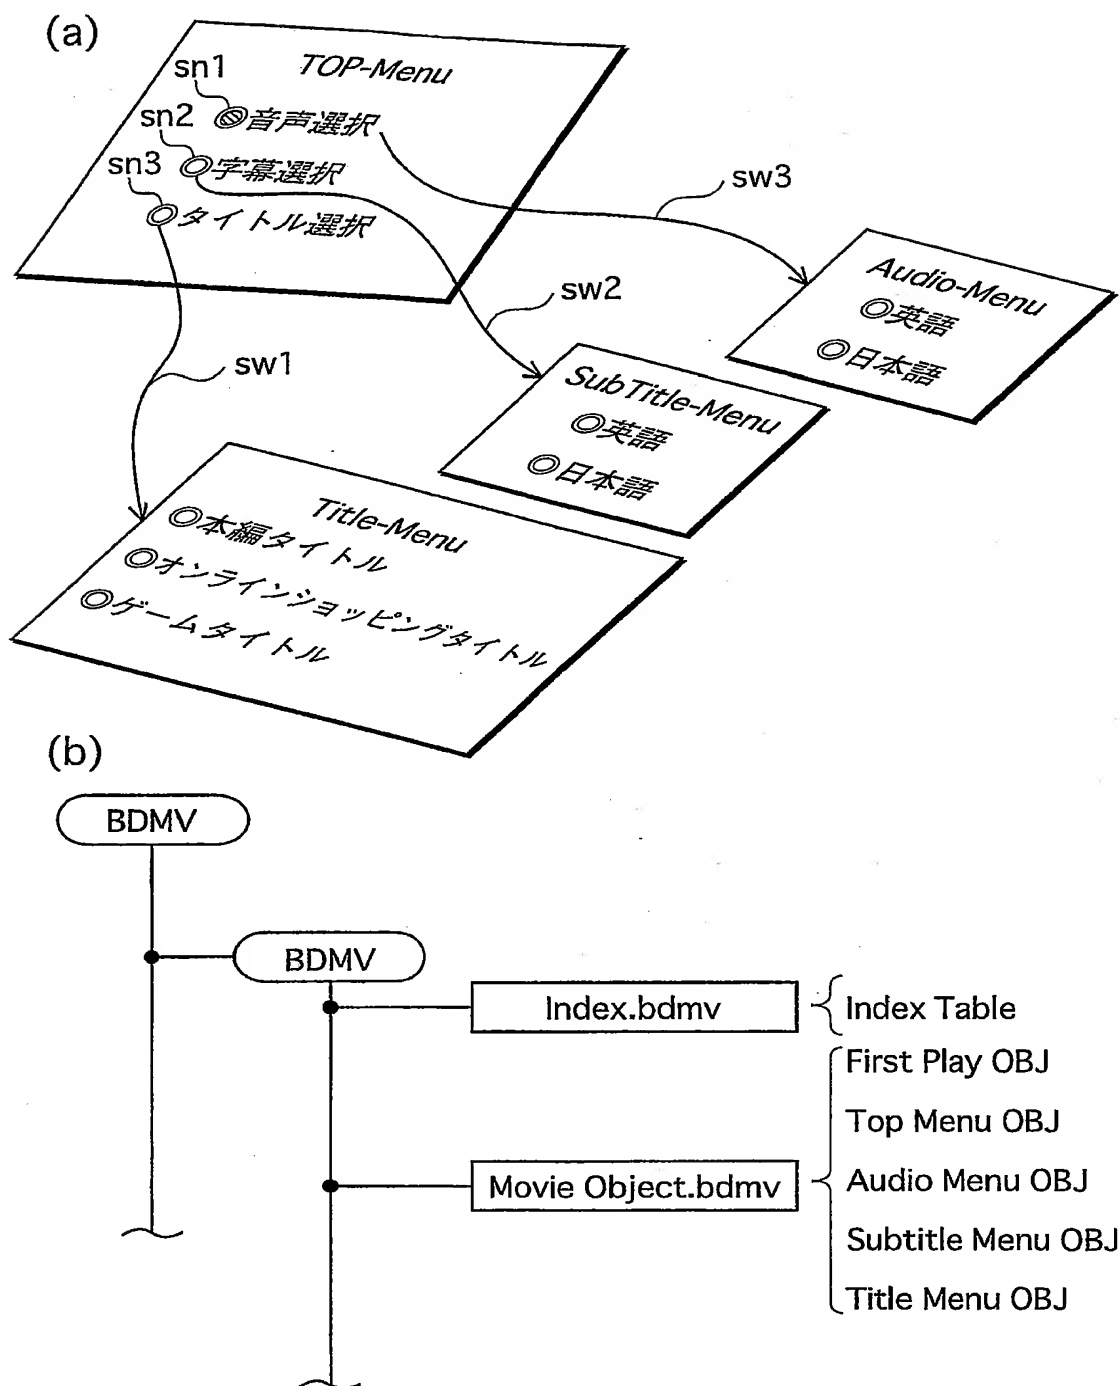 (a)
TOP-Menu
sn1
◎音声選択
sn2
◎字幕選択
sn3
◎タイトル選択
sw3
sw2
sw1
Audio-Menu
◎英語
◎日本語
SubTitle-Menu
◎英語
◎日本語
Title-Menu
◎本編タイトル
◎オンラインショッピングタイトル
◎ゲームタイトル
(b)
BDMV
BDMV
Index.bdmv
Index Table
First Play OBJ
Top Menu OBJ
Movie Object.bdmv
Audio Menu OBJ
Subtitle Menu OBJ
Title Menu OBJ